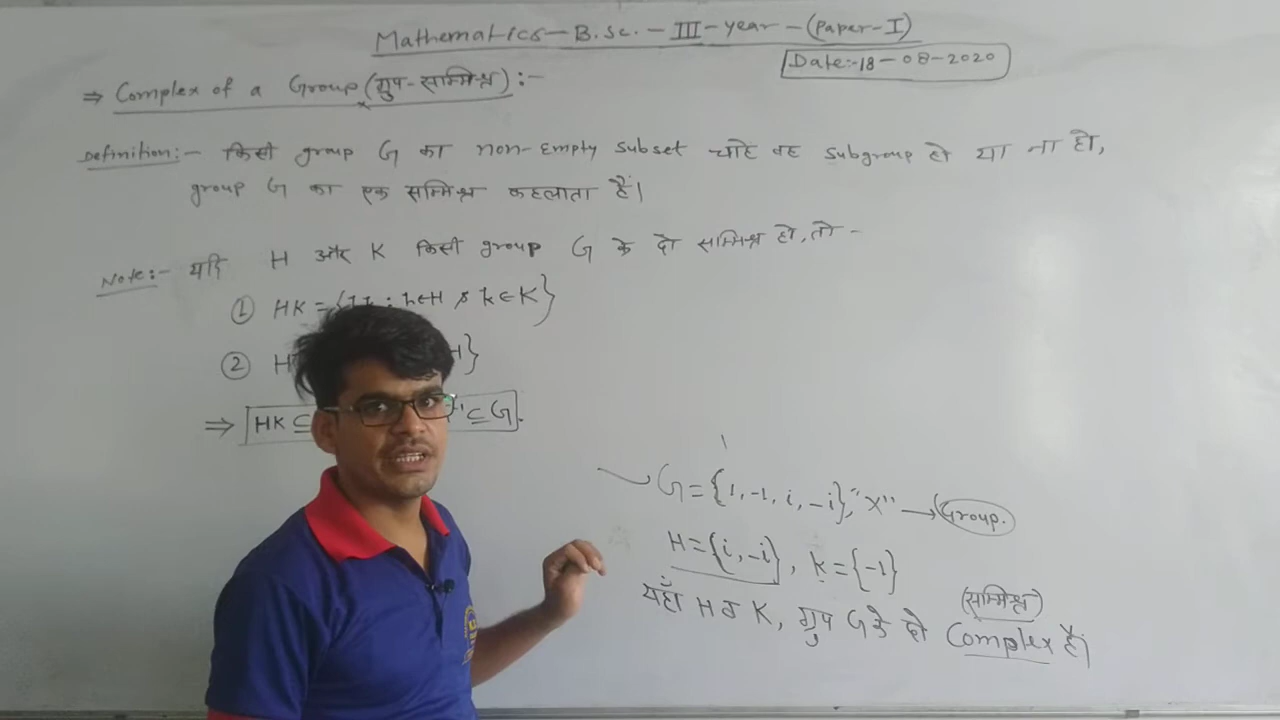 Mathematics-B.Sc.-III-year-(Paper-I)
Date:-18-08-2020
⇒ Complex of a Group (ग्रुप-सम्मिश्र):-
Definition:- किसी group G का non-Empty subset चाहे वह subgroup हो या ना हो,
group G का एक सम्मिश्र कहलाता है।
Note:- यदि H और K किसी group G के दो सम्मिश्र हो, तो -
① HK = { : h∈H & k∈K}
② H H}
⇒ HK ⊆ ⊆ G.
G={1,-1, i, -i}, "X" → Group.
H={i,-i}, K={-1}
यहाँ H व K, ग्रुप G के दो Complex है।
(सम्मिश्र)